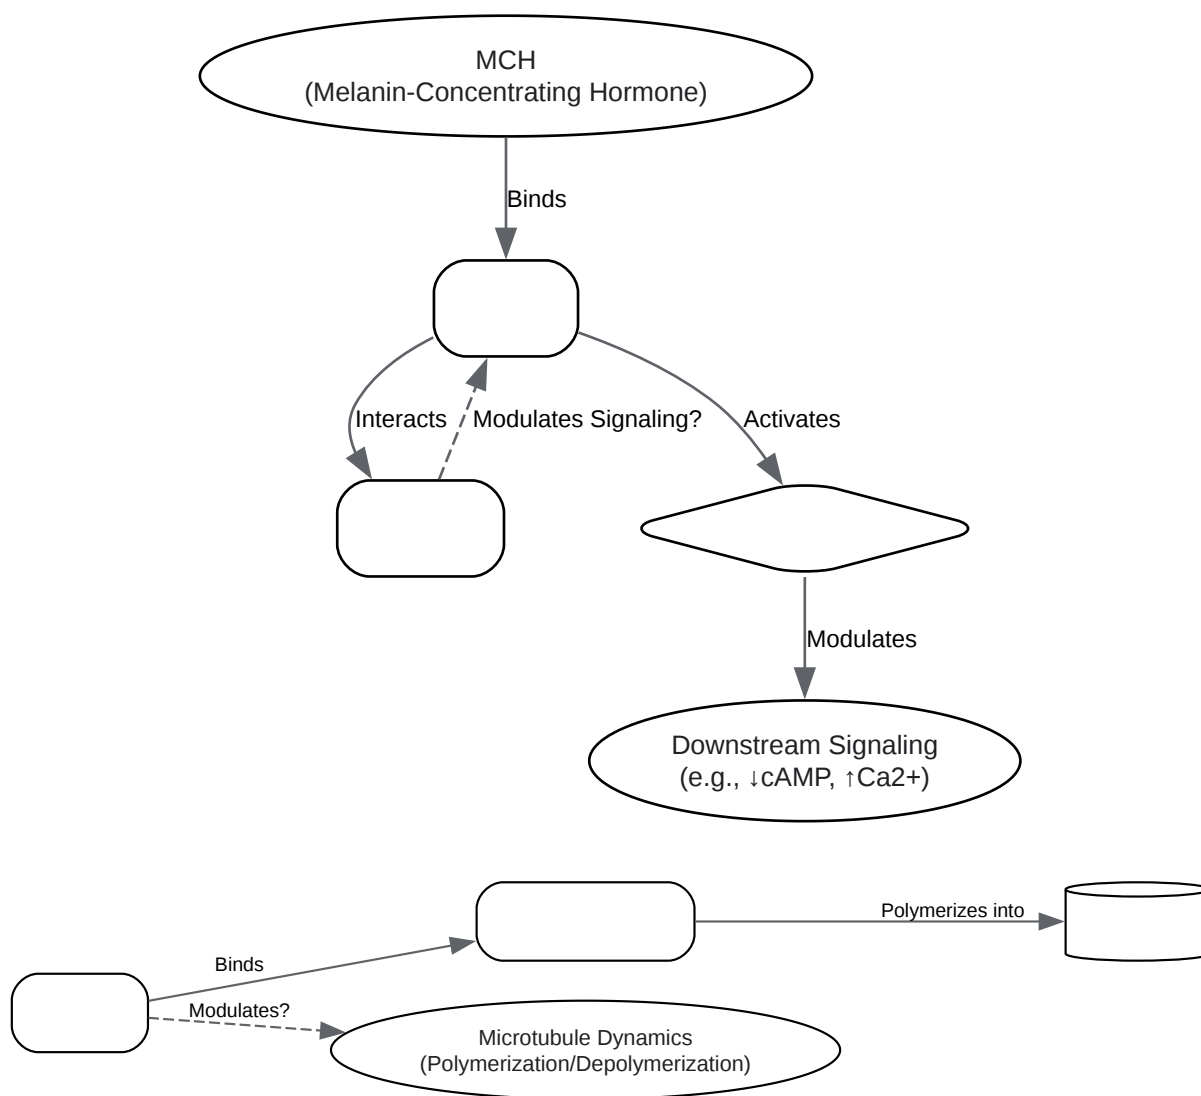 MCH
(Melanin-Concentrating Hormone)
Binds
Interacts
Modulates Signaling?
Activates
Modulates
Downstream Signaling
(e.g., ↓cAMP, ↑Ca2+)
Polymerizes into
Binds
Modulates?
Microtubule Dynamics
(Polymerization/Depolymerization)